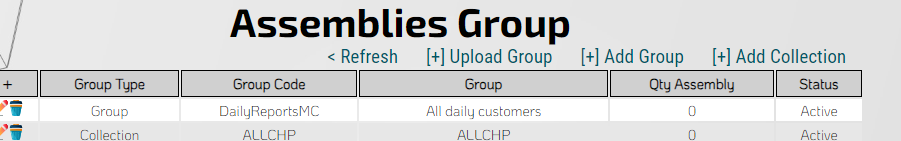 Assemblies Group
< Refresh [+] Upload Group [+] Add Group [+] Add Collection
+ Group Type Group Code Group Qty Assembly Status
Group DailyReportsMC All daily customers 0 Active
Collection ALLCHP ALLCHP 0 Active